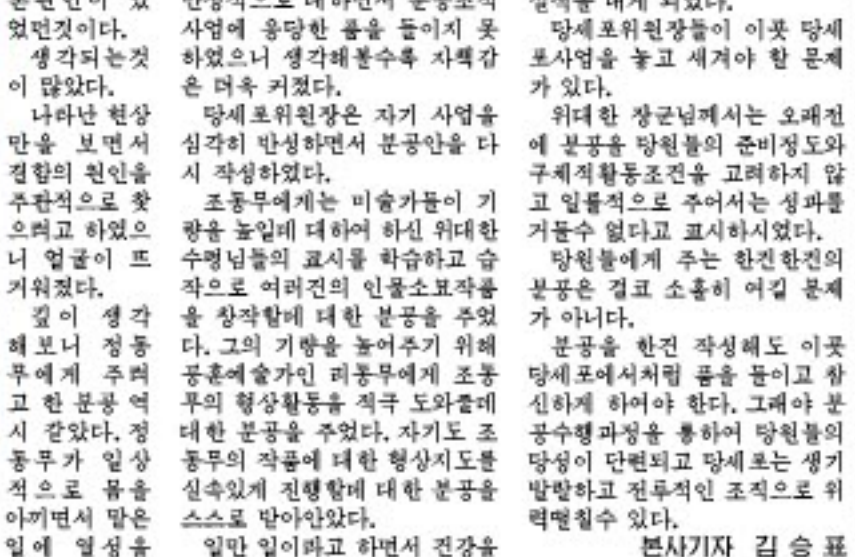 었던것이다.
생각되는것
이 많았다.
나타난 현상
만을 보면서
결함의 원인을
주관적으로 찾
으려고 하였으
니 얼굴이 뜨
거워졌다.
깊이 생각
해보니 정동
무에게 주려
고 한 분공 역
시 같았다. 정
동무가 일상
적으로 몸을
아끼면서 맡은
일에 열성을
사업에 응당한 품을 들이지 못
하였으니 생각해볼수록 자책감
은 더욱 커졌다.
당세포위원장은 자기 사업을
심각히 반성하면서 분공안을 다
시 작성하였다.
조동무에게는 미술가들이 기
량을 높일데 대하여 하신 위대한
수령님들의 교시를 학습하고 습
작으로 여러건의 인물소묘작품
을 창작할데 대한 분공을 주었
다. 그의 기량을 높여주기 위해
공훈예술가인 리동무에게 조동
무의 형상활동을 적극 도와줄데
대한 분공을 주었다. 자기도 조
동무의 작품에 대한 형상지도를
실속있게 진행할데 대한 분공을
스스로 받아안았다.
일만 일이라고 하면서 건강을
당세포위원장들이 이곳 당세
포사업을 놓고 새겨야 할 문제
가 있다.
위대한 장군님께서는 오래전
에 분공을 당원들의 준비정도와
구체적활동조건을 고려하지 않
고 일률적으로 주어서는 성과를
거둘수 없다고 교시하시였다.
당원들에게 주는 한건한건의
분공은 결코 소홀히 여길 문제
가 아니다.
분공을 한건 작성해도 이곳
당세포에서처럼 품을 들이고 참
신하게 하여야 한다. 그래야 분
공수행과정을 통하여 당원들의
당성이 단련되고 당세포는 생기
발랄하고 전투적인 조직으로 위
력떨칠수 있다.
본사기자 김승표